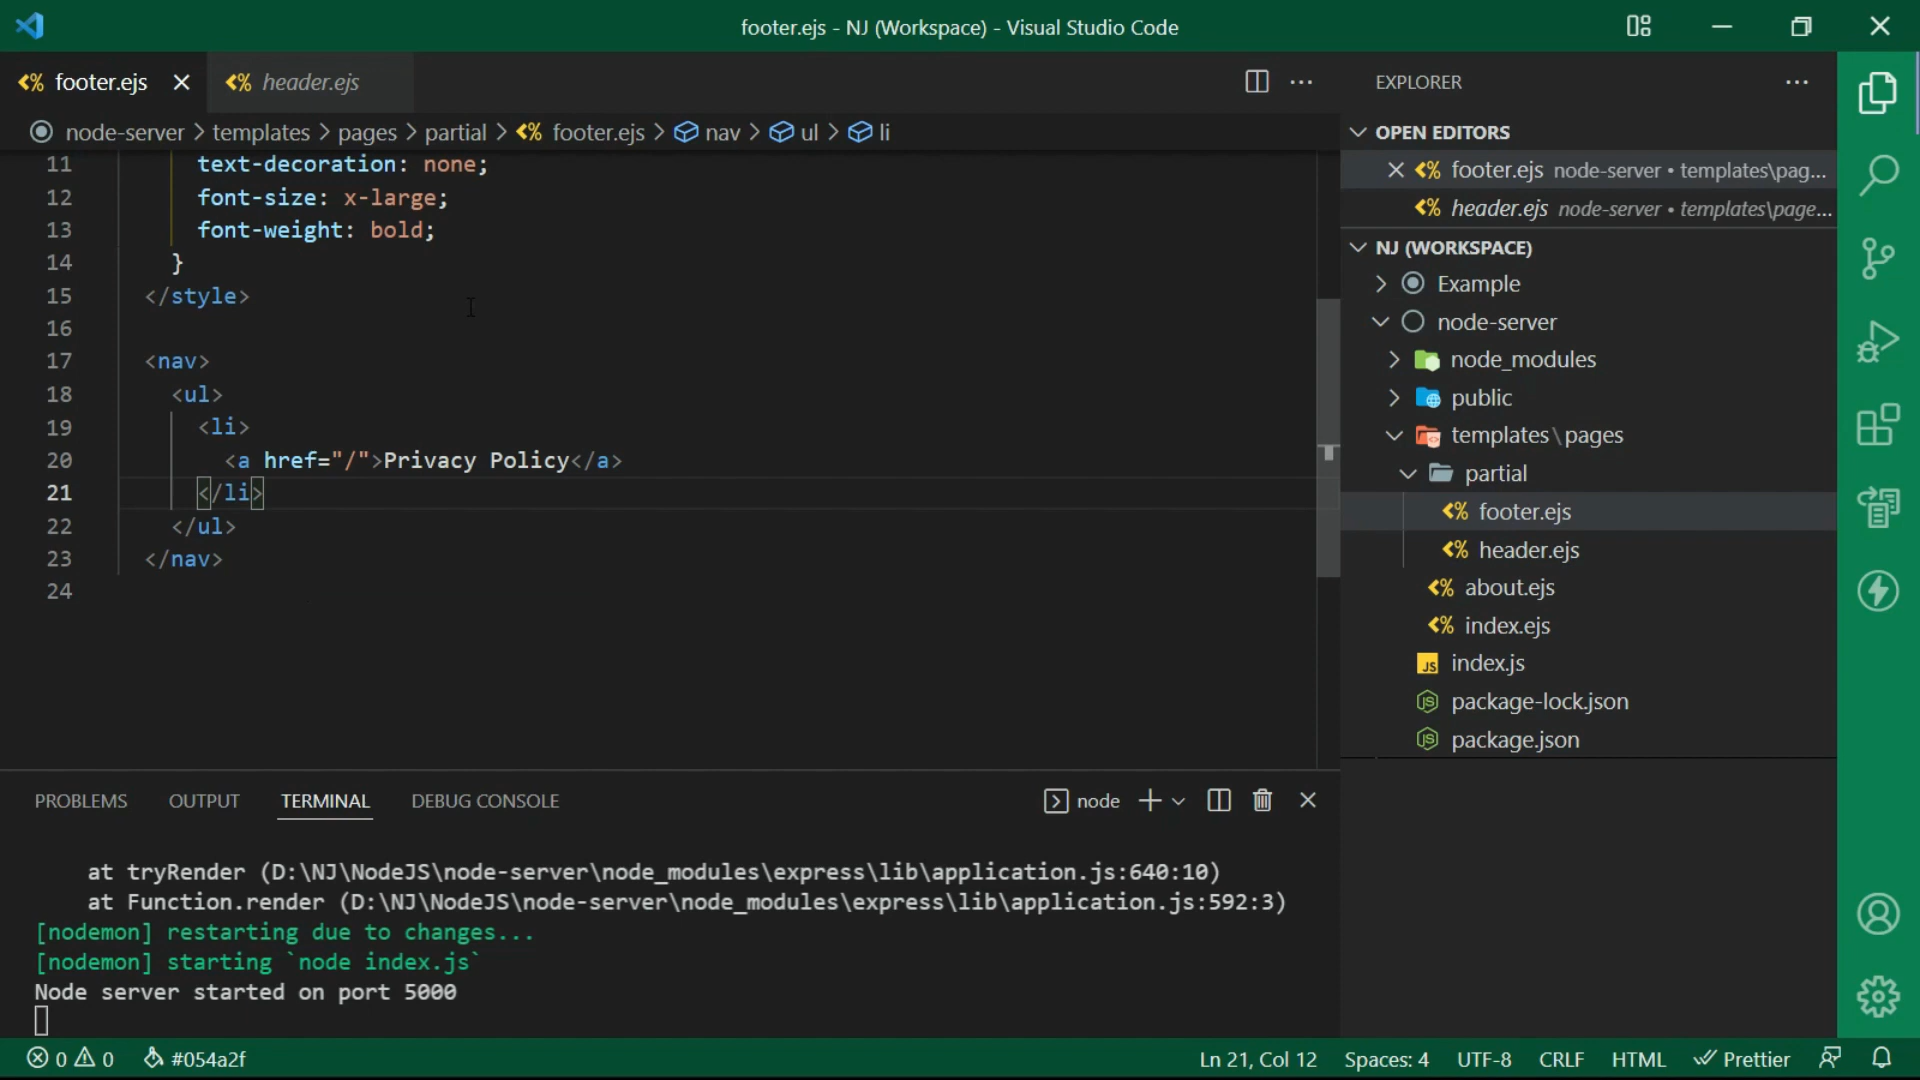 footer.ejs - NJ (Workspace) - Visual Studio Code
footer.ejs
header.ejs
node-server > templates > pages > partial > footer.ejs > nav > ul > li
11 text-decoration: none;
12 font-size: x-large;
13 font-weight: bold;
14 }
15 </style>
16
17 <nav>
18 <ul>
19 <li>
20 <a href="/">Privacy Policy</a>
21 </li>
22 </ul>
23 </nav>
24
EXPLORER
OPEN EDITORS
footer.ejs node-server • templates\pag...
header.ejs node-server • templates\page...
NJ (WORKSPACE)
Example
node-server
node_modules
public
templates\pages
partial
footer.ejs
header.ejs
about.ejs
index.ejs
index.js
package-lock.json
package.json
PROBLEMS OUTPUT TERMINAL DEBUG CONSOLE
node
at tryRender (D:\NJ\NodeJS\node-server\node_modules\express\lib\application.js:640:10)
at Function.render (D:\NJ\NodeJS\node-server\node_modules\express\lib\application.js:592:3)
[nodemon] restarting due to changes...
[nodemon] starting `node index.js`
Node server started on port 5000
0 0 #054a2f Ln 21, Col 12 Spaces: 4 UTF-8 CRLF HTML Prettier